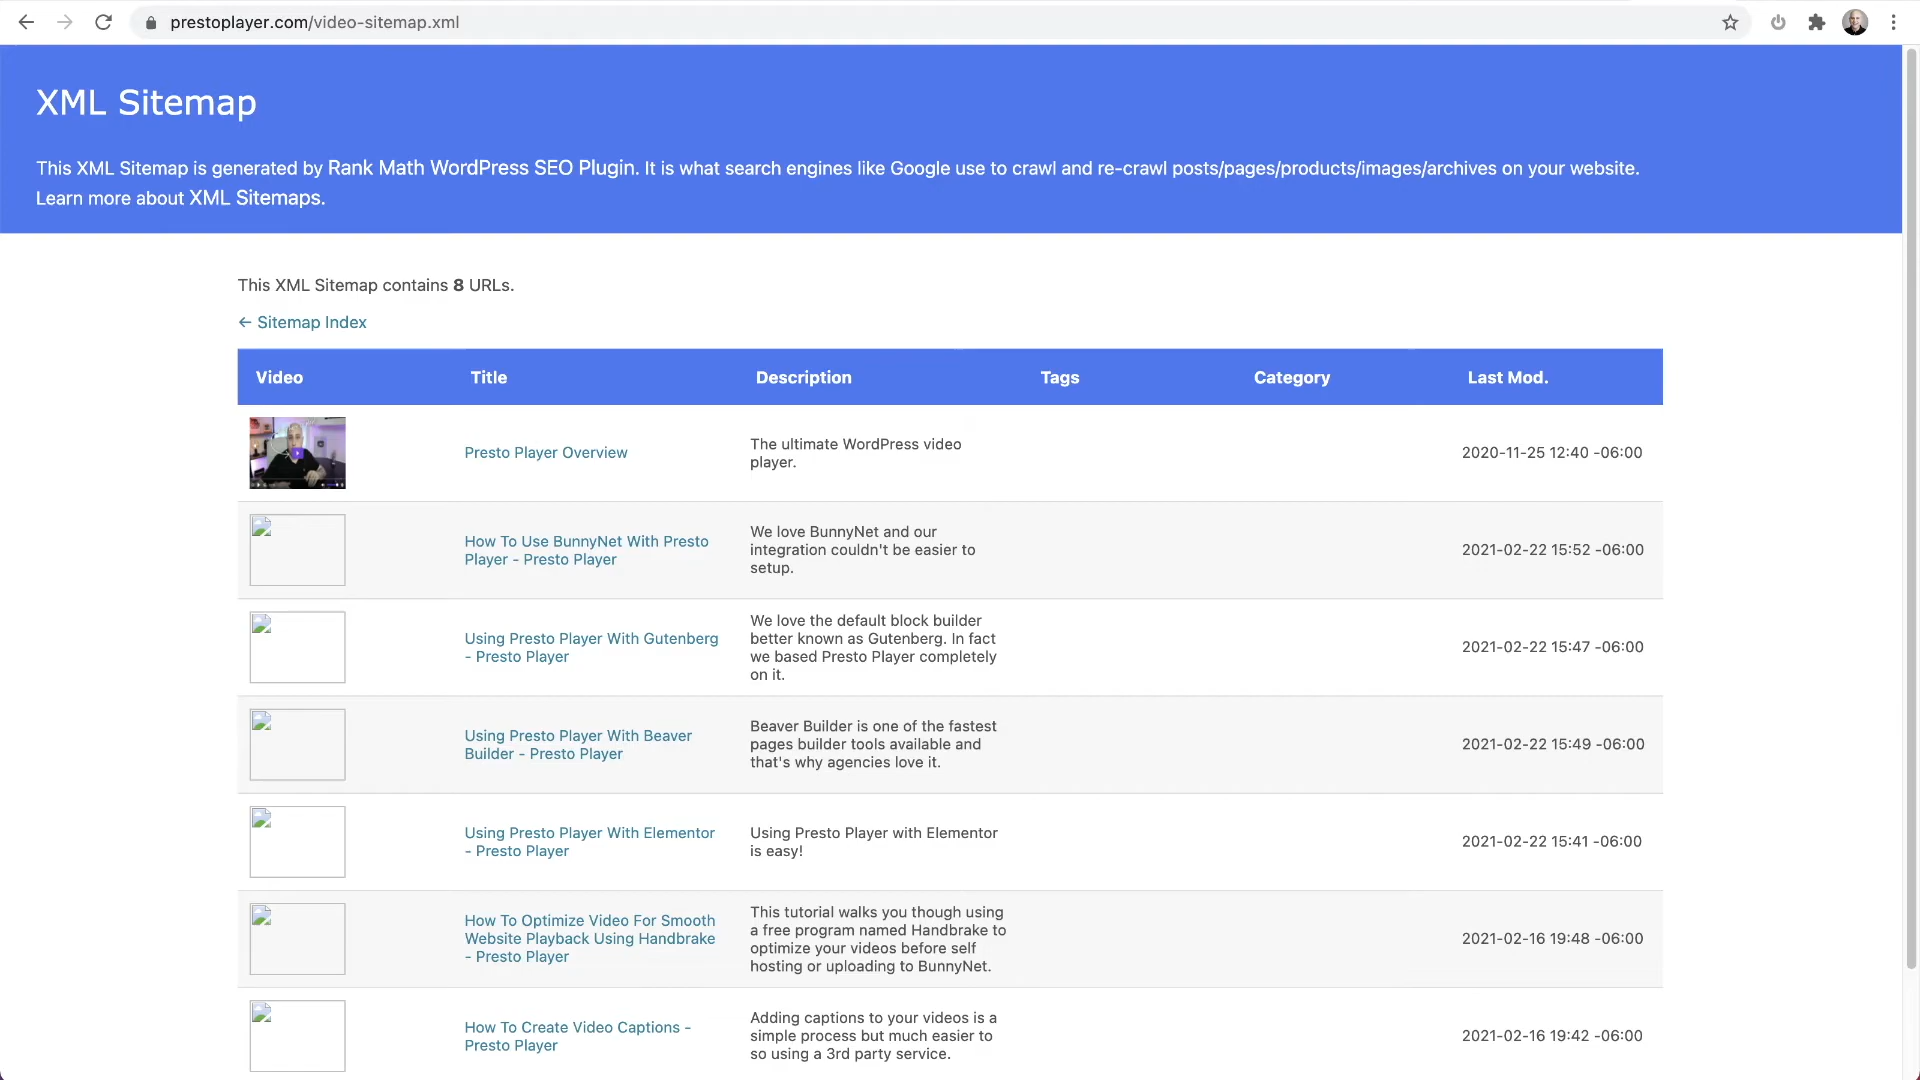 prestoplayer.com/video-sitemap.xml
XML Sitemap
This XML Sitemap is generated by Rank Math WordPress SEO Plugin. It is what search engines like Google use to crawl and re-crawl posts/pages/products/images/archives on your website.
Learn more about XML Sitemaps.
This XML Sitemap contains 8 URLs.
← Sitemap Index
Video Title Description Tags Category Last Mod.
Presto Player Overview
The ultimate WordPress video
player.
2020-11-25 12:40 -06:00
How To Use BunnyNet With Presto
Player - Presto Player
We love BunnyNet and our
integration couldn't be easier to
setup.
2021-02-22 15:52 -06:00
Using Presto Player With Gutenberg
- Presto Player
We love the default block builder
better known as Gutenberg. In fact
we based Presto Player completely
on it.
2021-02-22 15:47 -06:00
Using Presto Player With Beaver
Builder - Presto Player
Beaver Builder is one of the fastest
pages builder tools available and
that's why agencies love it.
2021-02-22 15:49 -06:00
Using Presto Player With Elementor
- Presto Player
Using Presto Player with Elementor
is easy!
2021-02-22 15:41 -06:00
How To Optimize Video For Smooth
Website Playback Using Handbrake
- Presto Player
This tutorial walks you though using
a free program named Handbrake to
optimize your videos before self
hosting or uploading to BunnyNet.
2021-02-16 19:48 -06:00
How To Create Video Captions -
Presto Player
Adding captions to your videos is a
simple process but much easier to
so using a 3rd party service.
2021-02-16 19:42 -06:00